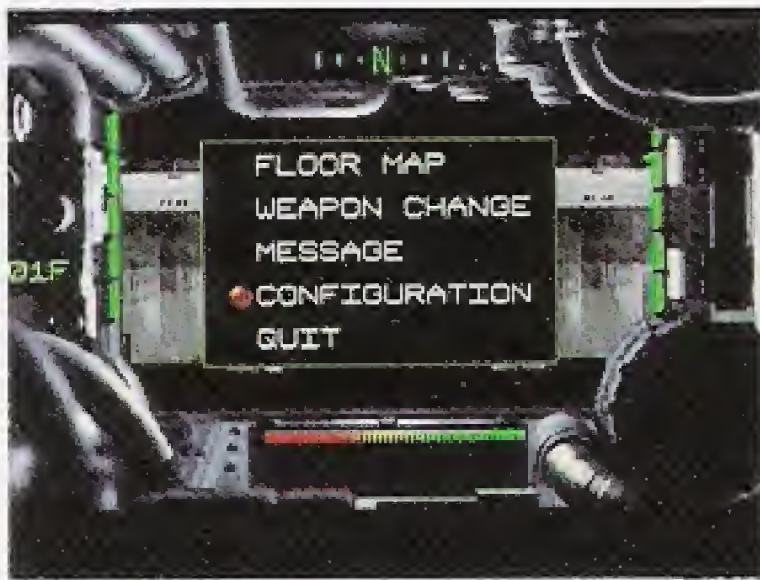 N
FLOOR MAP
WEAPON CHANGE
MESSAGE
01F
CONFIGURATION
QUIT